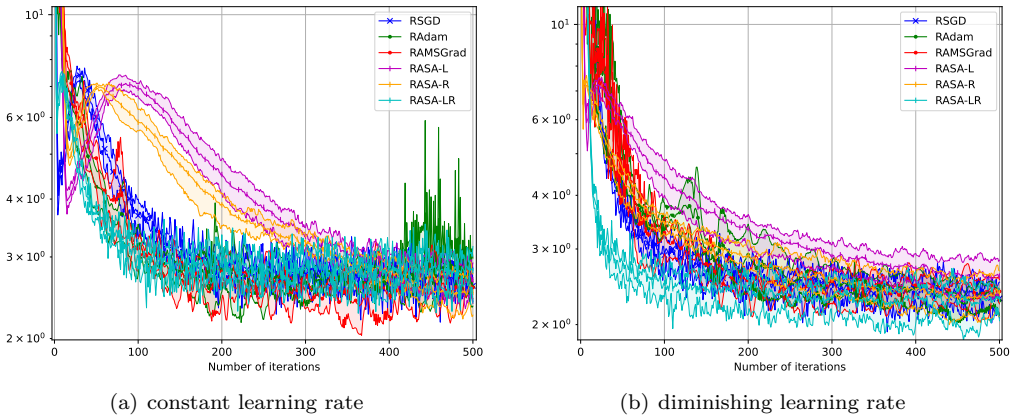 10¹
6 × 10⁰
4 × 10⁰
3 × 10⁰
2 × 10⁰
0 100 200 300 400 500
Number of iterations
RSGD
RAdam
RAMSGrad
RASA-L
RASA-R
RASA-LR
(a) constant learning rate
10¹
6 × 10⁰
4 × 10⁰
3 × 10⁰
2 × 10⁰
0 100 200 300 400 500
Number of iterations
RSGD
RAdam
RAMSGrad
RASA-L
RASA-R
RASA-LR
(b) diminishing learning rate